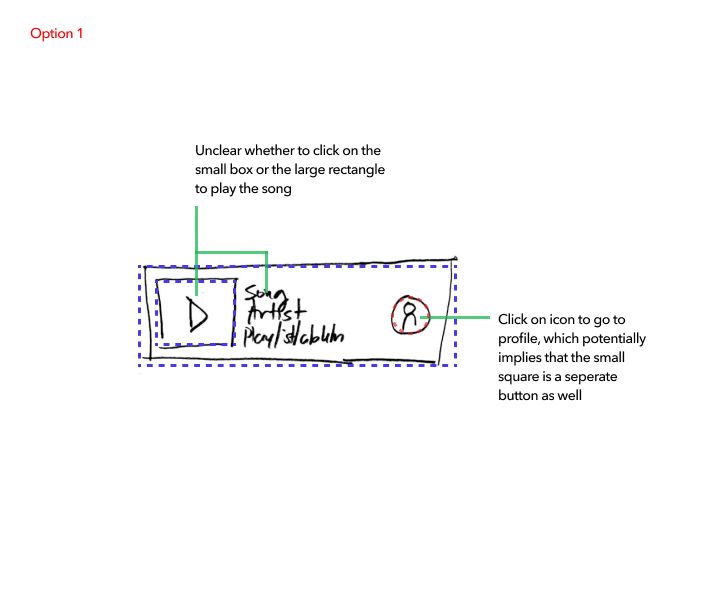 Option 1
Unclear whether to click on the
small box or the large rectangle
to play the song
Song
Artist
Playlist/album
Click on icon to go to
profile, which potentially
implies that the small
square is a seperate
button as well